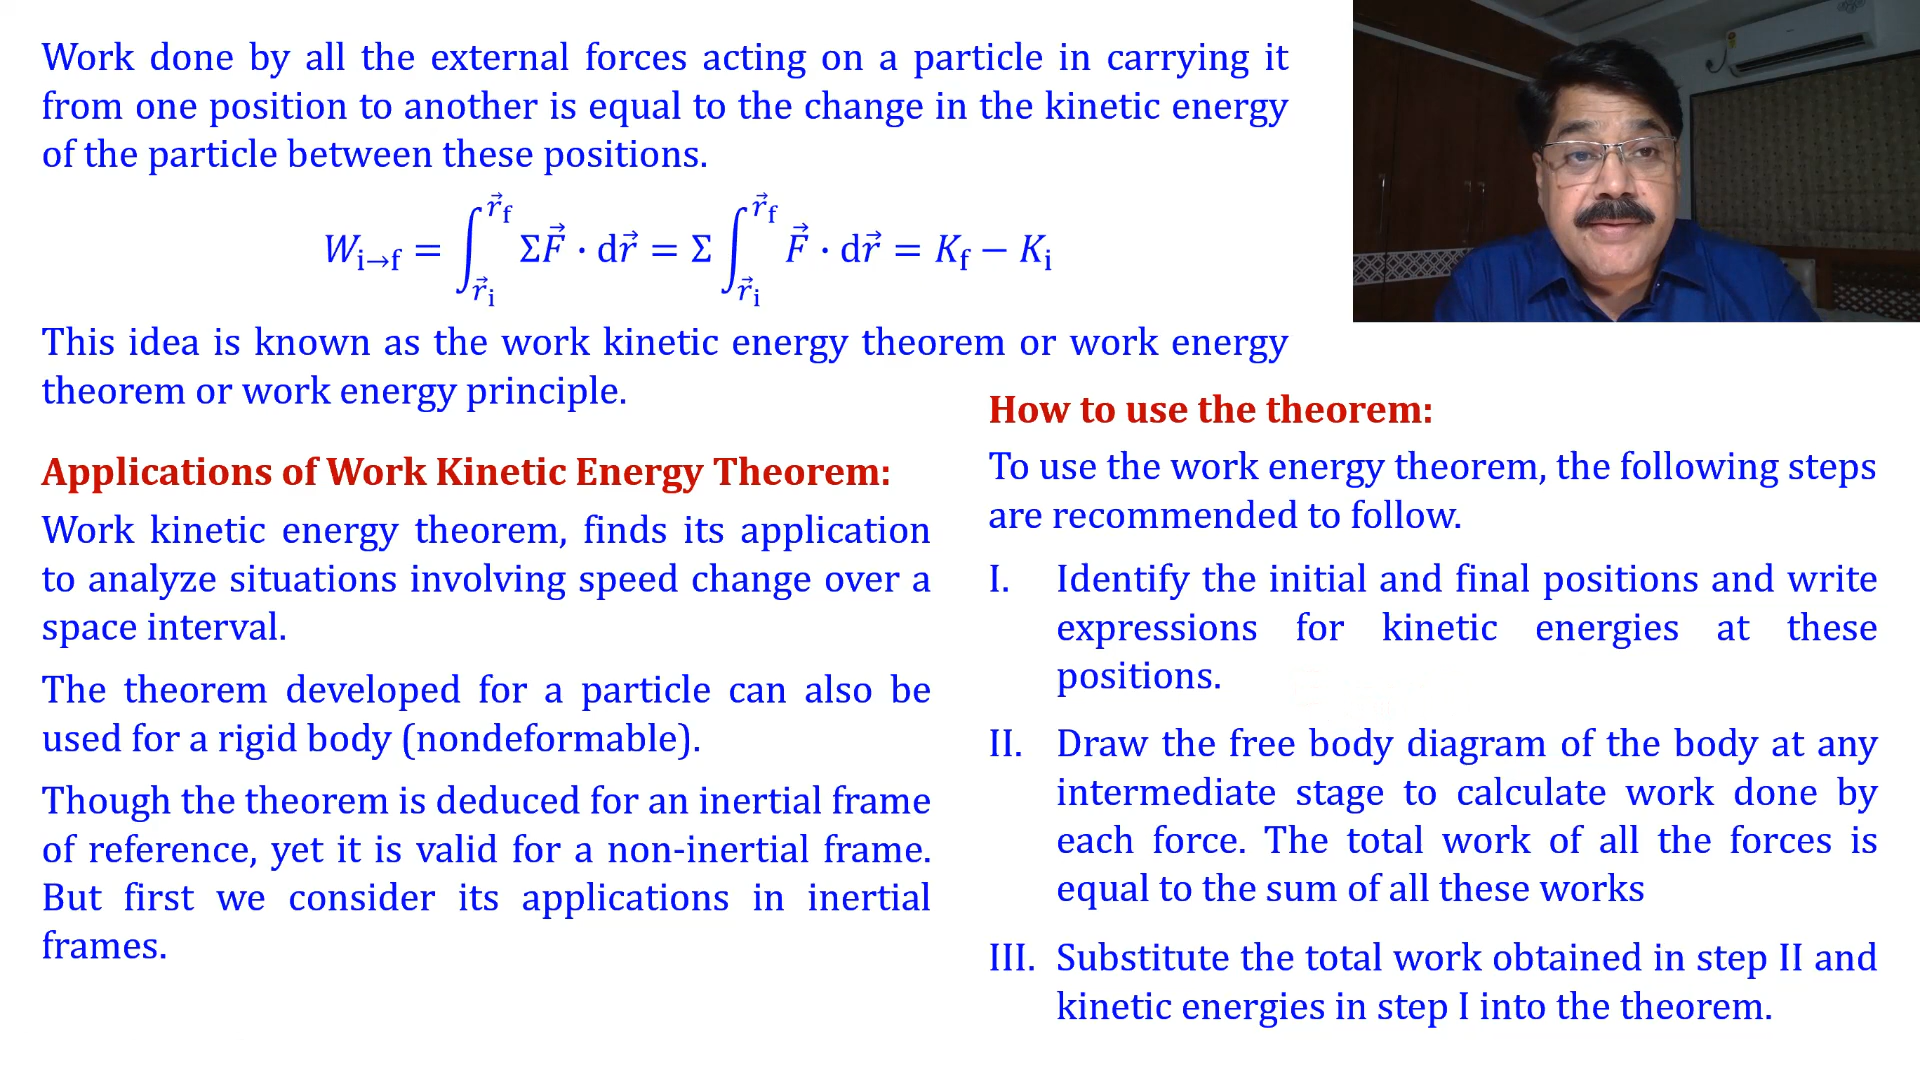 Work done by all the external forces acting on a particle in carrying it
from one position to another is equal to the change in the kinetic energy
of the particle between these positions.
W_{i→f} = ∫_{\vec{r}_i}^{\vec{r}_f} Σ\vec{F} · d\vec{r} = Σ ∫_{\vec{r}_i}^{\vec{r}_f} \vec{F} · d\vec{r} = K_f − K_i
This idea is known as the work kinetic energy theorem or work energy
theorem or work energy principle.
Applications of Work Kinetic Energy Theorem:
Work kinetic energy theorem, finds its application
to analyze situations involving speed change over a
space interval.
The theorem developed for a particle can also be
used for a rigid body (nondeformable).
Though the theorem is deduced for an inertial frame
of reference, yet it is valid for a non-inertial frame.
But first we consider its applications in inertial
frames.
How to use the theorem:
To use the work energy theorem, the following steps
are recommended to follow.
I. Identify the initial and final positions and write
expressions for kinetic energies at these
positions.
II. Draw the free body diagram of the body at any
intermediate stage to calculate work done by
each force. The total work of all the forces is
equal to the sum of all these works
III. Substitute the total work obtained in step II and
kinetic energies in step I into the theorem.